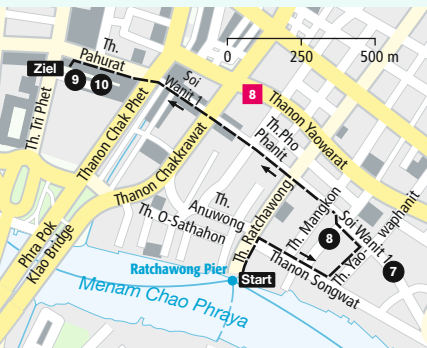 Th.
Pahurat
Ziel
9
10
Soi
Wanit 1
0
250
500 m
8
Thanon Yaowarat
Th. Tri Phet
Thanon Chak Phet
Thanon Chakkrawat
Th.Pho
Phanit
Th. Ratchawong
Th. Mangkon
Soi Wanit 1
Th. Yao waphanit
8
7
Th.
Anuwong
Th. O-Sathahon
Phra Pok
Klao Bridge
Ratchawong Pier
Start
Thanon Songwat
Menam Chao Phraya